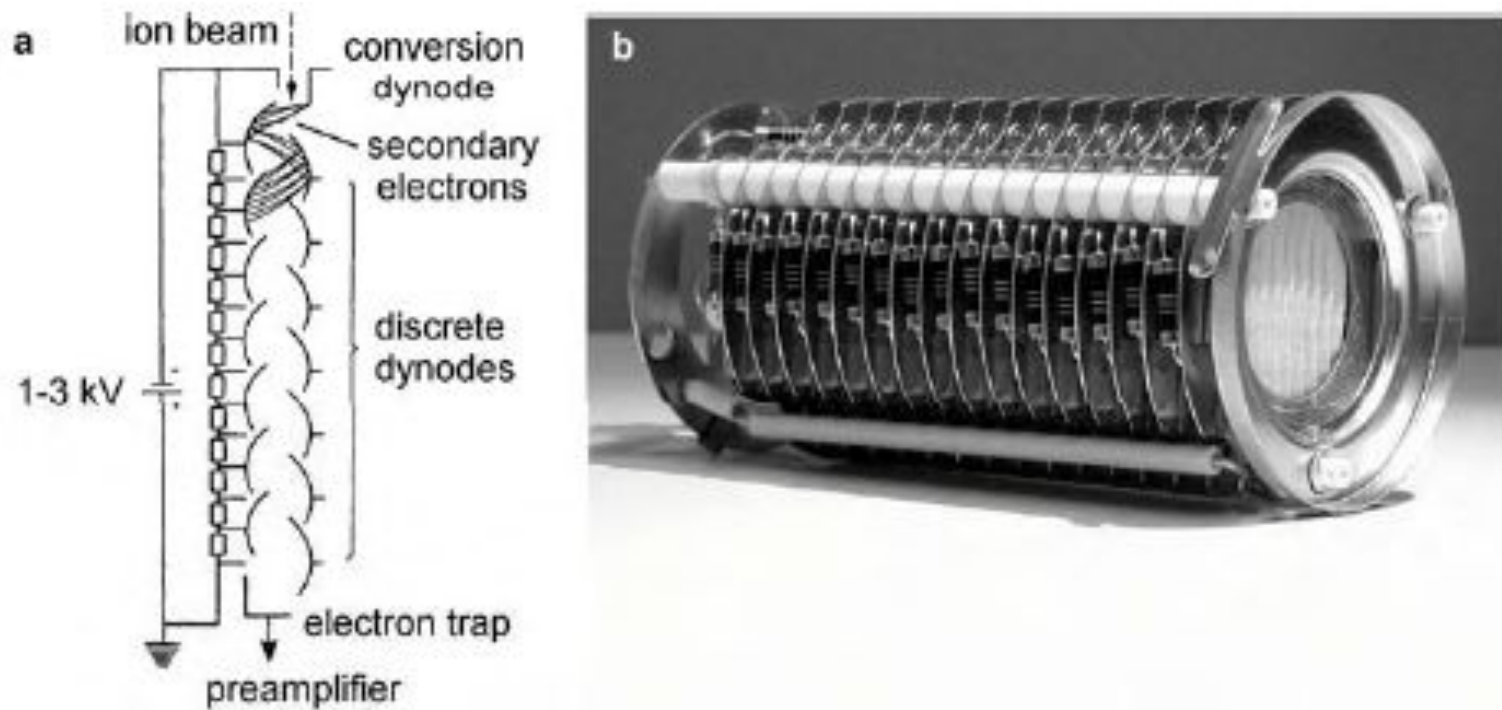 a
ion beam
conversion
dynode
secondary
electrons
discrete
dynodes
1-3 kV
electron trap
preamplifier
b